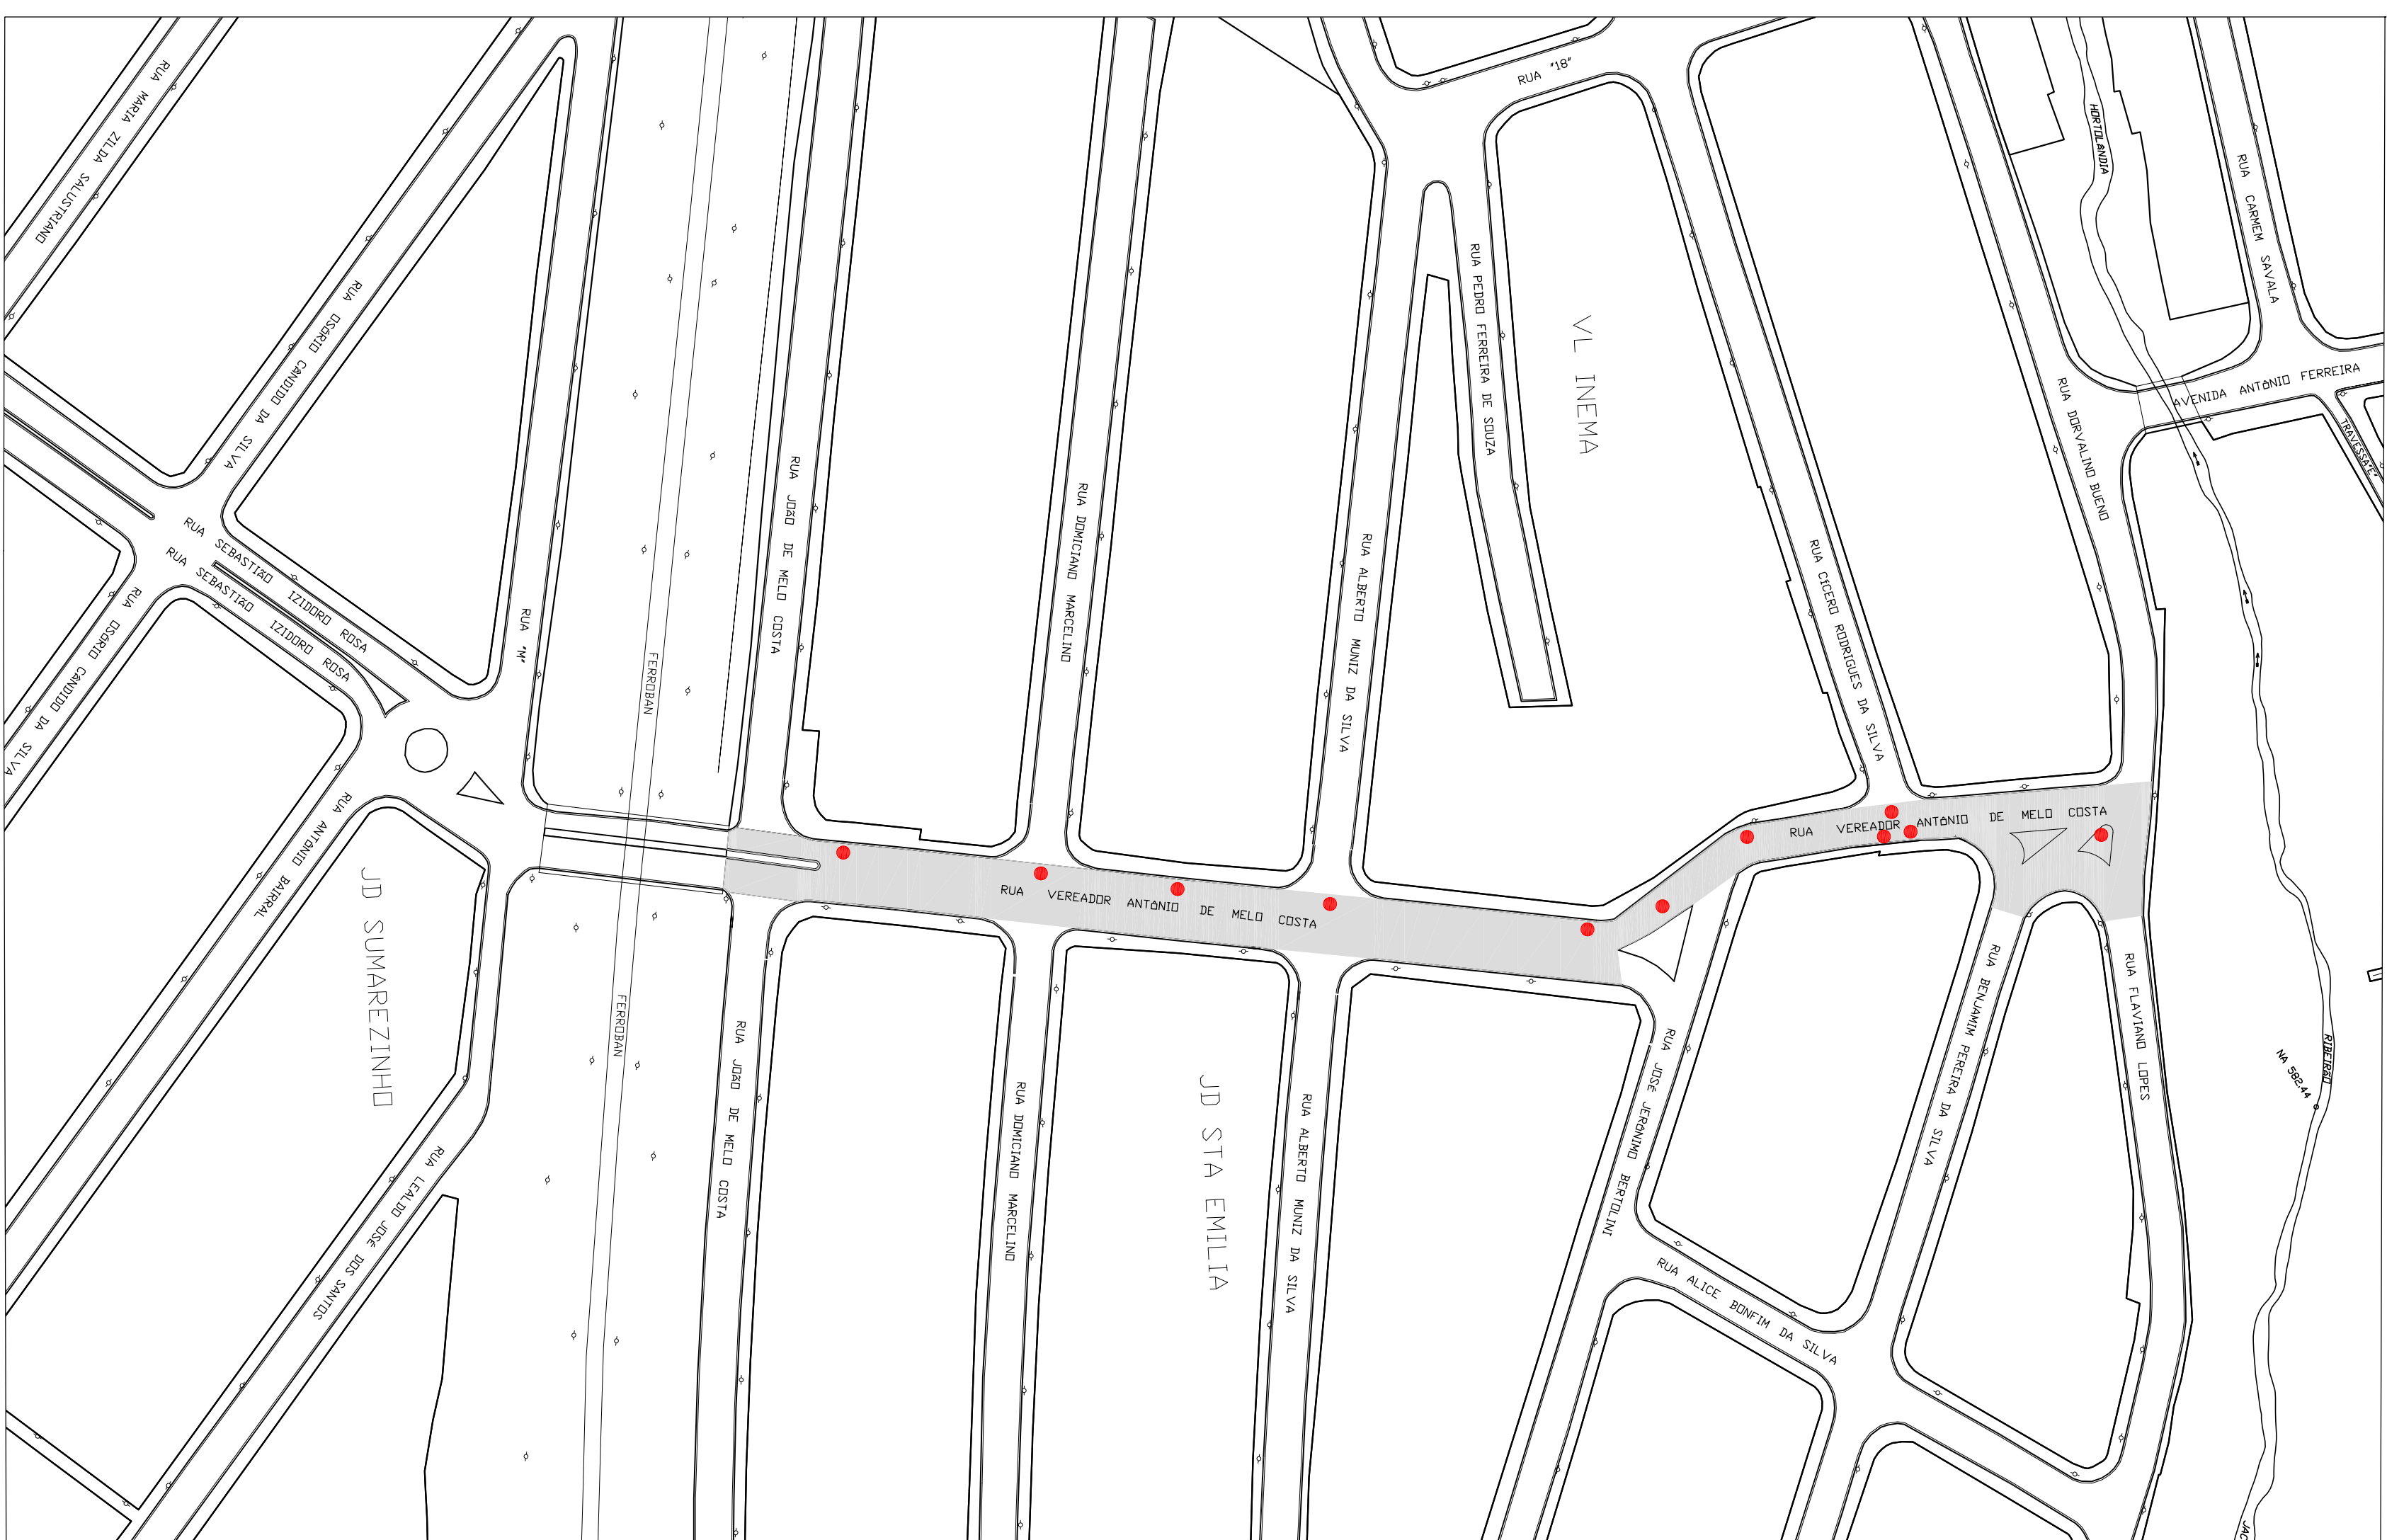 RUA MARIA ZILDA SALUSTRIANO
RUA "18"
HORTOLÂNDIA
RUA CARMEM SAVALA
RUA OSÓRIO CÂNDIDO DA SILVA
RUA PEDRO FERREIRA DE SOUZA
VL INEMA
AVENIDA ANTÔNIO FERREIRA
TRAVESSA"E"
RUA DORVALINO BUENO
RUA JOÃO DE MELO COSTA
RUA DOMICIANO MARCELINO
RUA ALBERTO MUNIZ DA SILVA
RUA CÍCERO RODRIGUES DA SILVA
RUA SEBASTIÃO IZIDORO ROSA
RUA SEBASTIÃO IZIDORO ROSA
RUA OSÓRIO CÂNDIDO DA SILVA
RUA "M"
FERROBAN
RUA ANTÔNIO BAIRRAL
RUA VEREADOR ANTÔNIO DE MELO COSTA
RUA VEREADOR ANTÔNIO DE MELO COSTA
JD SUMAREZINHO
FERROBAN
RUA JOÃO DE MELO COSTA
RUA DOMICIANO MARCELINO
JD STA EMILIA
RUA ALBERTO MUNIZ DA SILVA
RUA JOSÉ JERÔNIMO BERTOLINI
RUA BENJAMIM PEREIRA DA SILVA
RUA FLAVIANO LOPES
RIBEIRÃO
NA 582.44
RUA LEALDO JOSÉ DOS SANTOS
RUA ALICE BONFIM DA SILVA